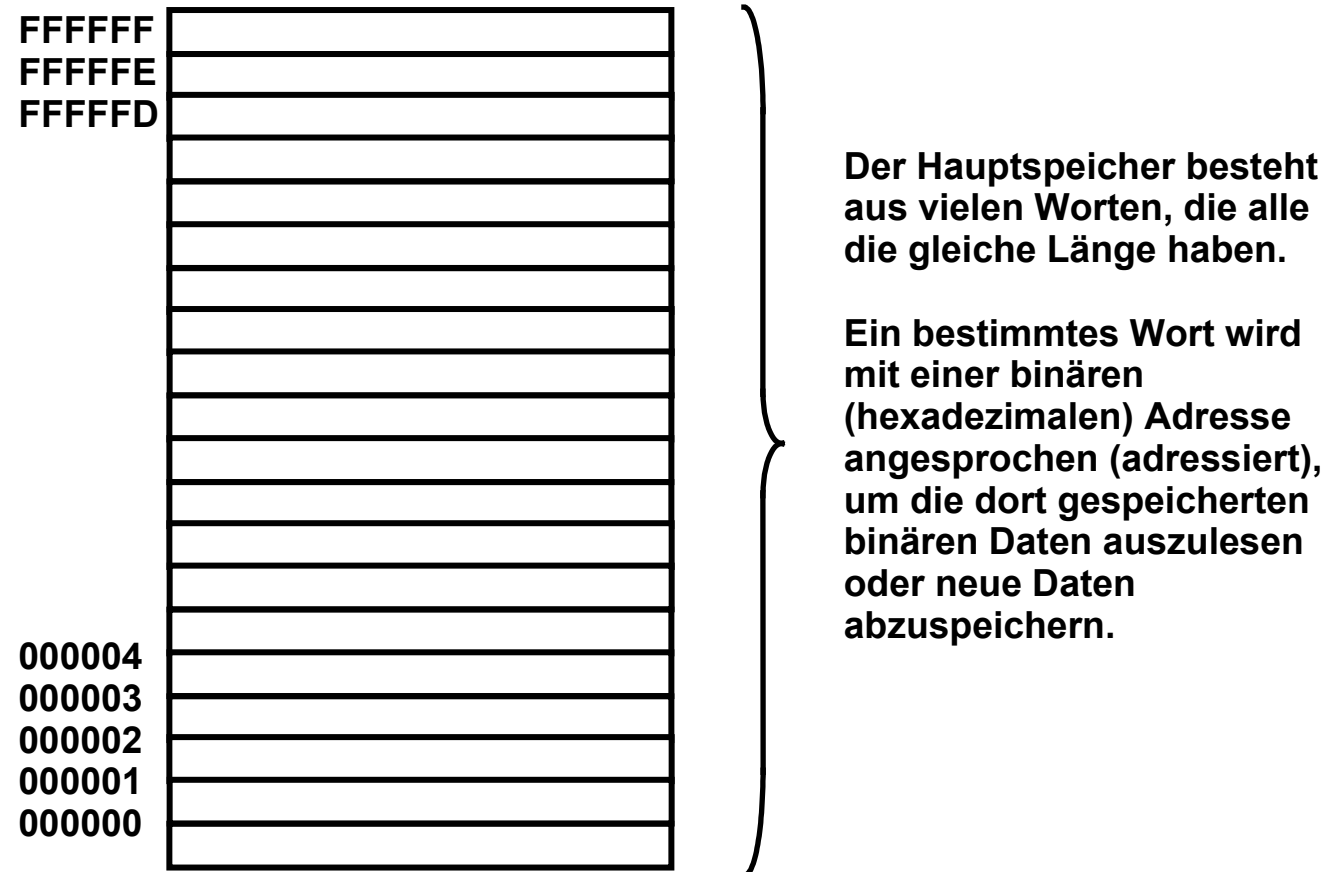 FFFFFF
FFFFFE
FFFFFD
000004
000003
000002
000001
000000
Der Hauptspeicher besteht
aus vielen Worten, die alle
die gleiche Länge haben.
Ein bestimmtes Wort wird
mit einer binären
(hexadezimalen) Adresse
angesprochen (adressiert),
um die dort gespeicherten
binären Daten auszulesen
oder neue Daten
abzuspeichern.